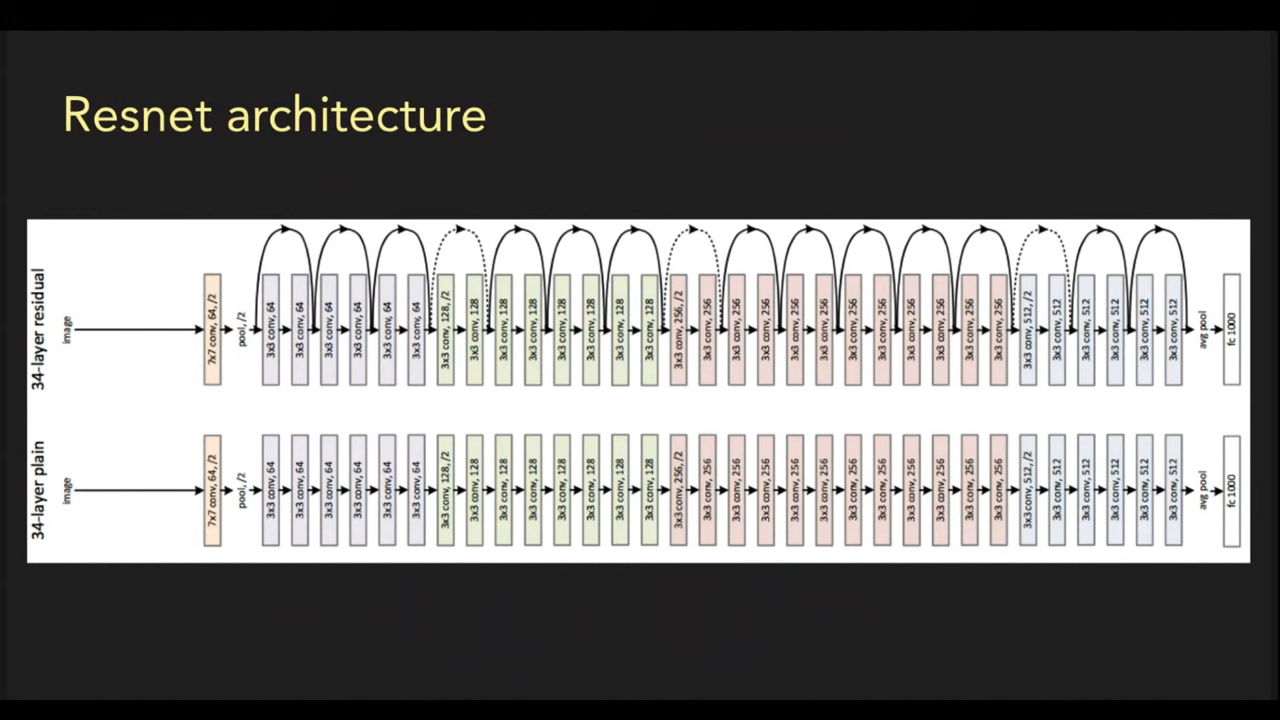 Resnet architecture
34-layer residual
image
7x7 conv, 64, /2
pool, /2
3x3 conv, 64
3x3 conv, 64
3x3 conv, 64
3x3 conv, 64
3x3 conv, 64
3x3 conv, 64
3x3 conv, 128, /2
3x3 conv, 128
3x3 conv, 128
3x3 conv, 128
3x3 conv, 128
3x3 conv, 128
3x3 conv, 128
3x3 conv, 128
3x3 conv, 256, /2
3x3 conv, 256
3x3 conv, 256
3x3 conv, 256
3x3 conv, 256
3x3 conv, 256
3x3 conv, 256
3x3 conv, 256
3x3 conv, 256
3x3 conv, 256
3x3 conv, 256
3x3 conv, 256
3x3 conv, 512, /2
3x3 conv, 512
3x3 conv, 512
3x3 conv, 512
3x3 conv, 512
3x3 conv, 512
avg pool
fc 1000
34-layer plain
image
7x7 conv, 64, /2
pool, /2
3x3 conv, 64
3x3 conv, 64
3x3 conv, 64
3x3 conv, 64
3x3 conv, 64
3x3 conv, 64
3x3 conv, 128, /2
3x3 conv, 128
3x3 conv, 128
3x3 conv, 128
3x3 conv, 128
3x3 conv, 128
3x3 conv, 128
3x3 conv, 128
3x3 conv, 256, /2
3x3 conv, 256
3x3 conv, 256
3x3 conv, 256
3x3 conv, 256
3x3 conv, 256
3x3 conv, 256
3x3 conv, 256
3x3 conv, 256
3x3 conv, 256
3x3 conv, 256
3x3 conv, 256
3x3 conv, 512, /2
3x3 conv, 512
3x3 conv, 512
3x3 conv, 512
3x3 conv, 512
3x3 conv, 512
avg pool
fc 1000